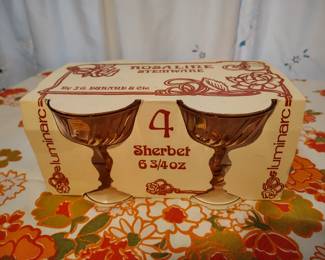 ROSALINE
STEMWARE
By J.G. DURAND & Cie.
luminarc
4
Sherbet
6 3/4 oz
luminarc